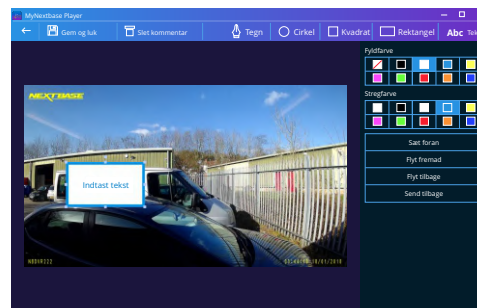 MyNextbase Player
Gem og luk
Slet kommentar
Tegn
Cirkel
Kvadrat
Rektangel
Abc Tek
Fyldfarve
Stregfarve
Sæt foran
Flyt fremad
Flyt tilbage
Send tilbage
NEXTBASE
Indtast tekst